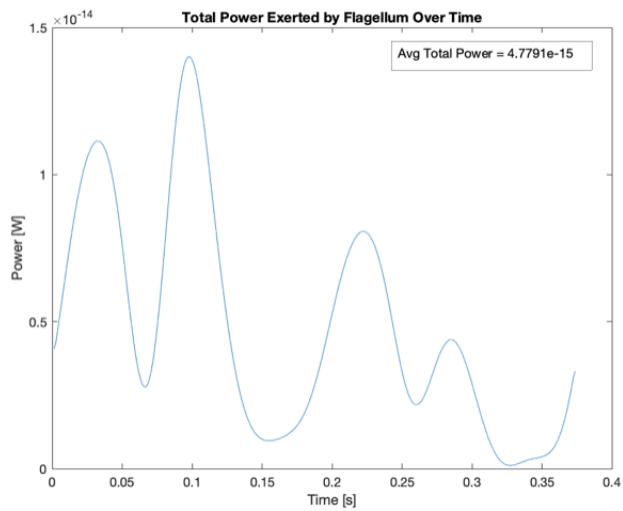 Total Power Exerted by Flagellum Over Time
×10-14
Avg Total Power = 4.7791e-15
1.5
1
0.5
0
Power [W]
0 0.05 0.1 0.15 0.2 0.25 0.3 0.35 0.4
Time [s]